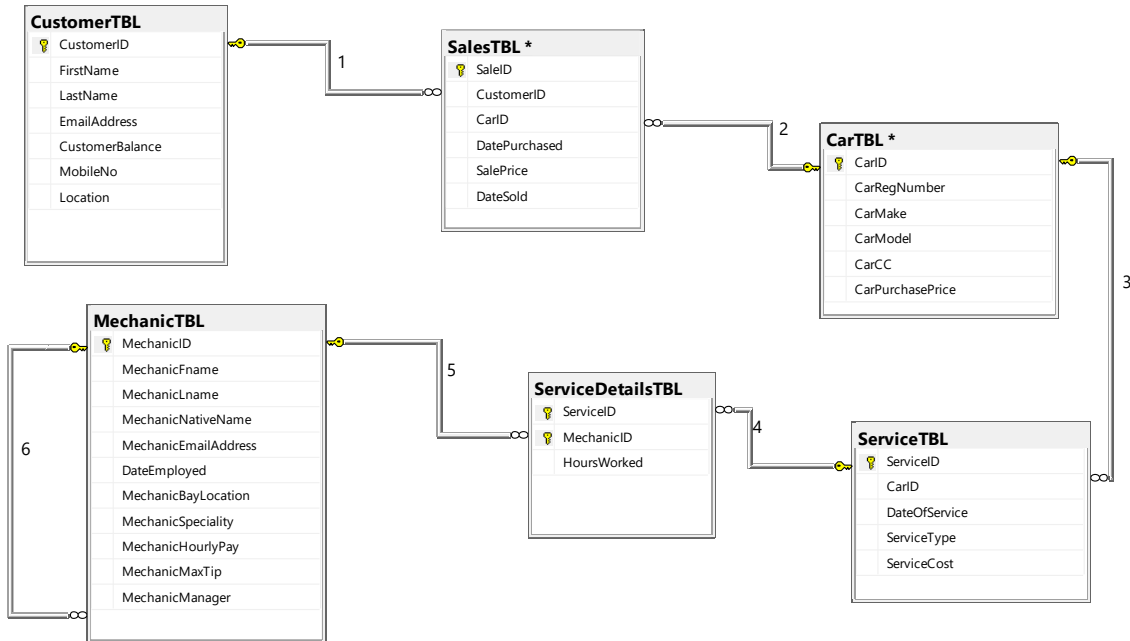 CustomerTBL
CustomerID
FirstName
LastName
EmailAddress
CustomerBalance
MobileNo
Location
1
SalesTBL *
SaleID
CustomerID
CarID
DatePurchased
SalePrice
DateSold
2
CarTBL *
CarID
CarRegNumber
CarMake
CarModel
CarCC
CarPurchasePrice
3
MechanicTBL
MechanicID
MechanicFname
MechanicLname
MechanicNativeName
MechanicEmailAddress
DateEmployed
MechanicBayLocation
MechanicSpeciality
MechanicHourlyPay
MechanicMaxTip
MechanicManager
6
5
ServiceDetailsTBL
ServiceID
MechanicID
HoursWorked
4
ServiceTBL
ServiceID
CarID
DateOfService
ServiceType
ServiceCost